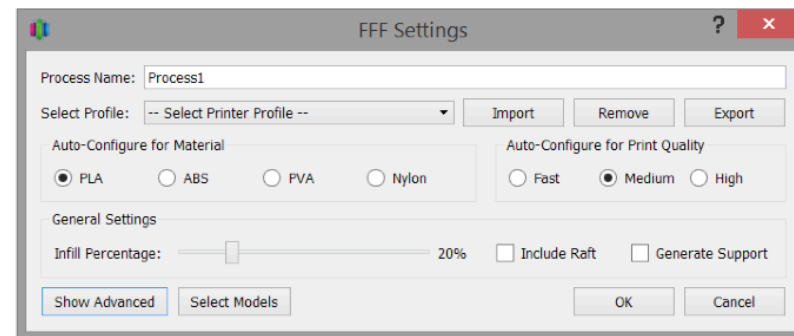 FFF Settings ? ×
Process Name: Process1
Select Profile: -- Select Printer Profile -- Import Remove Export
Auto-Configure for Material Auto-Configure for Print Quality
PLA ABS PVA Nylon Fast Medium High
General Settings
Infill Percentage: 20% Include Raft Generate Support
Show Advanced Select Models OK Cancel